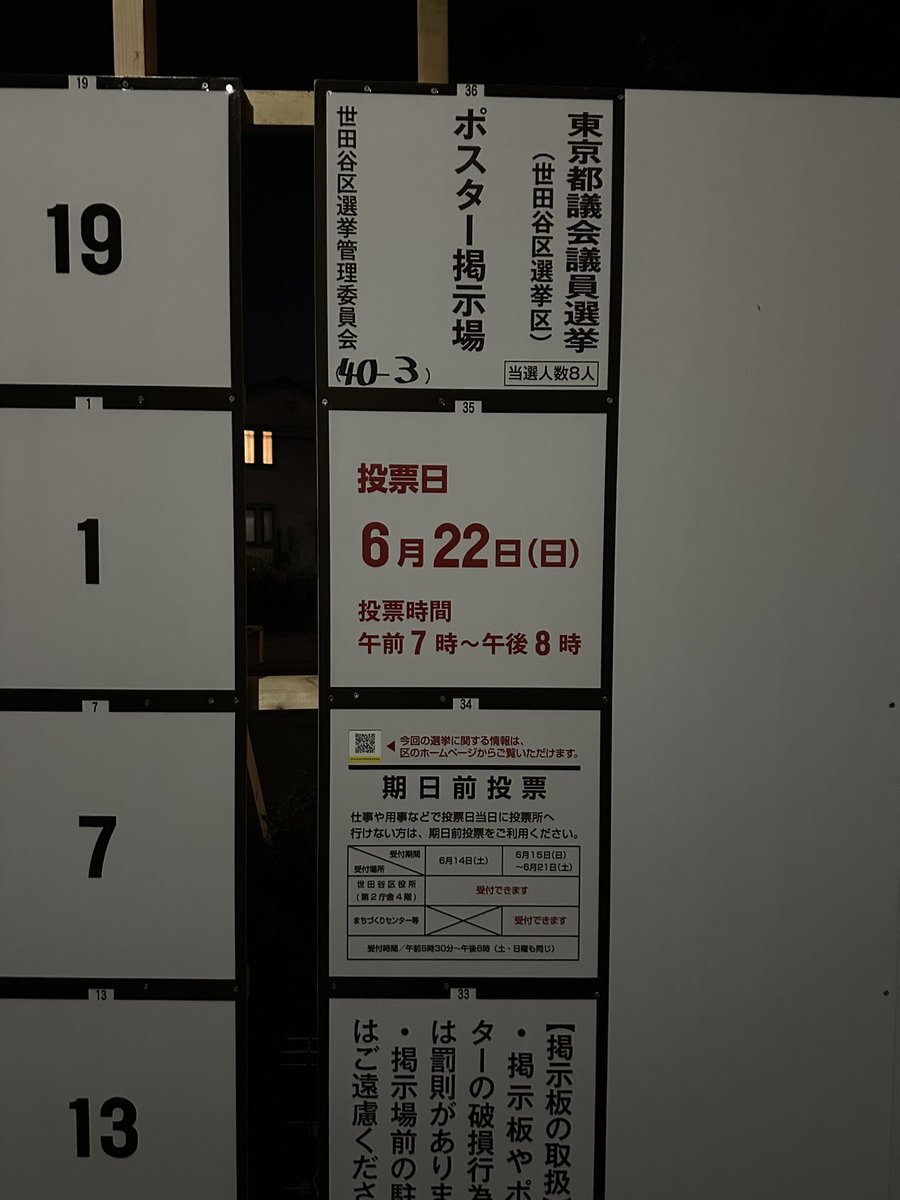 19
19
1
1
7
7
13
13
36
東京都議会議員選挙
（世田谷区選挙区）
ポスター掲示場
世田谷区選挙管理委員会
(40-3)
当選人数8人
35
投票日
6月22日(日)
投票時間
午前7時～午後8時
34
今回の選挙に関する情報は、
区のホームページからご覧いただけます。
期日前投票
仕事や用事などで投票日当日に投票所へ
行けない方は、期日前投票をご利用ください。
受付期間
受付場所
6月14日(土)
6月15日(日)
～6月21日(土)
世田谷区役所
(第2庁舎4階)
受付できます
まちづくりセンター等
受付できます
受付時間／午前8時30分～午後8時（土・日曜も同じ）
33
【掲示板の取扱
・掲示板やポ
ターの破損行為
は罰則がありま
・掲示場前の駐
はご遠慮くださ